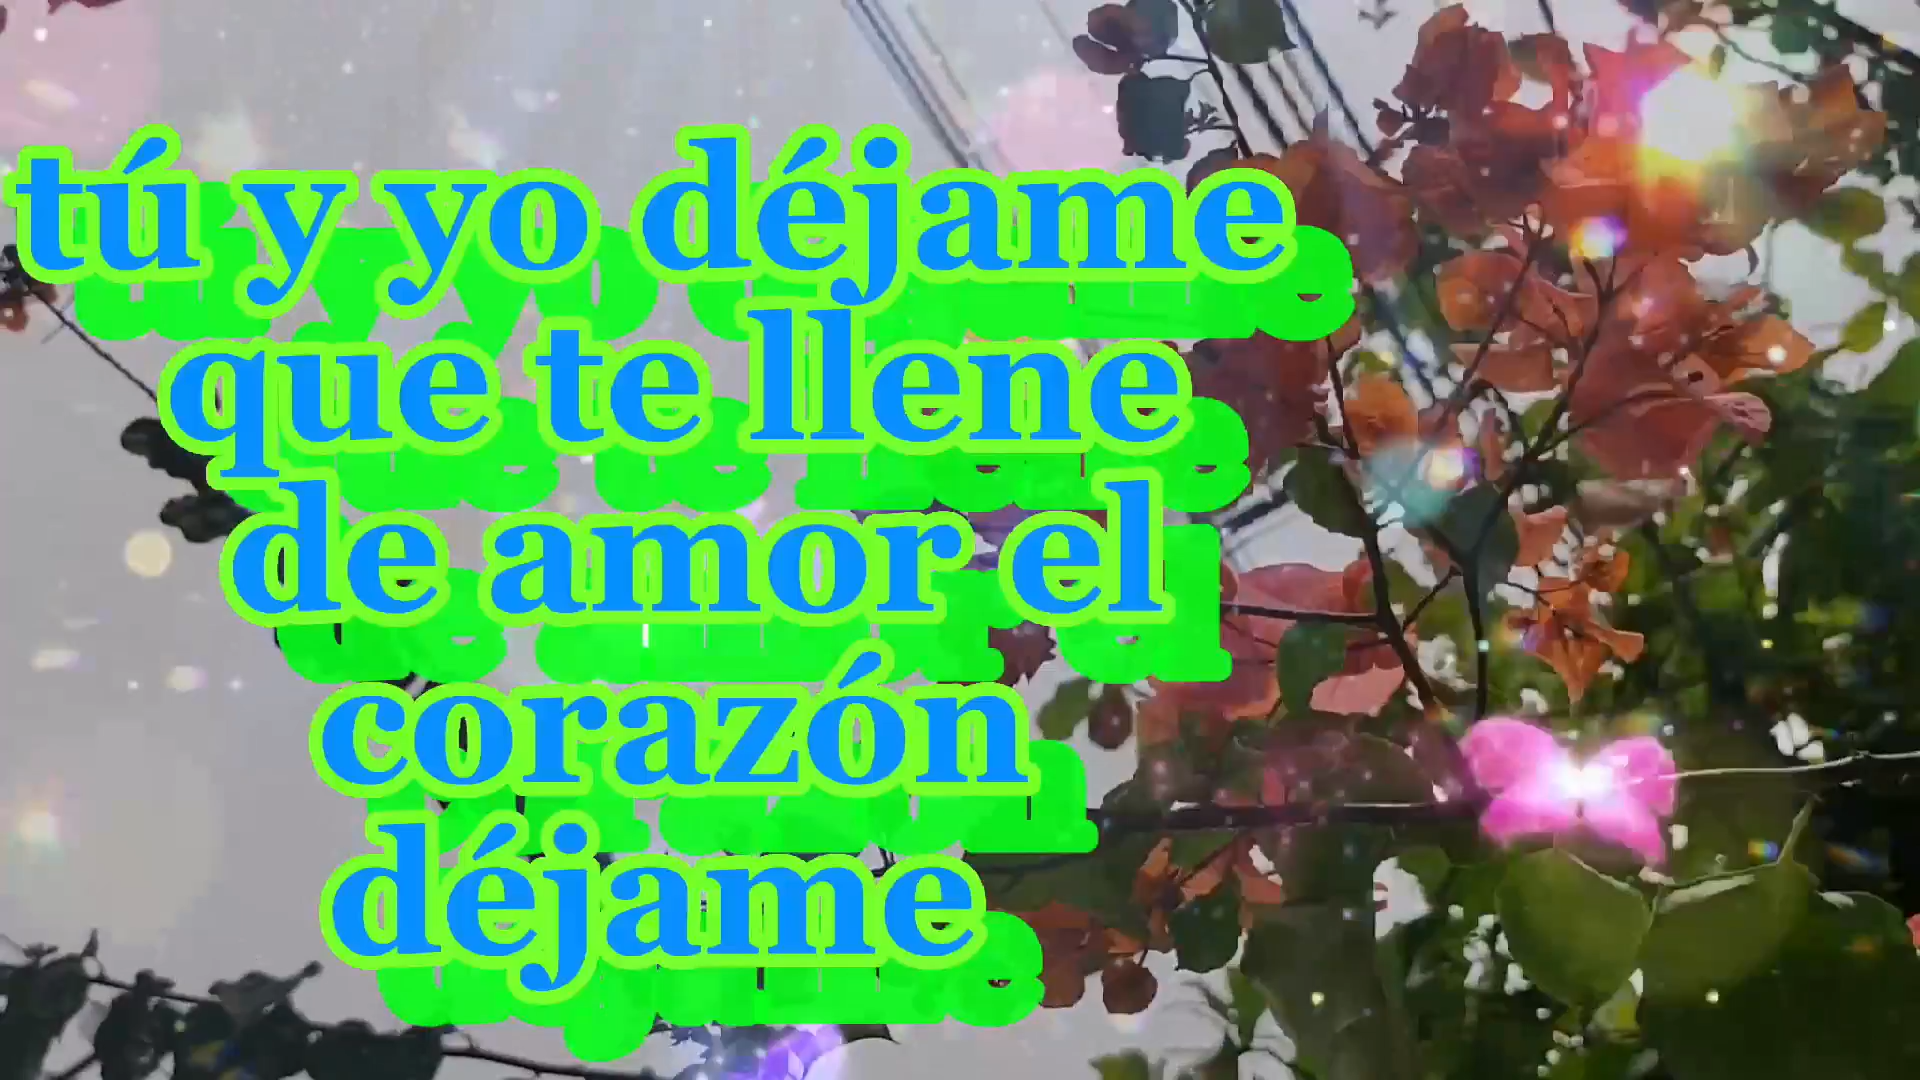 tú y yo déjame
que te llene
de amor el
corazón
déjame